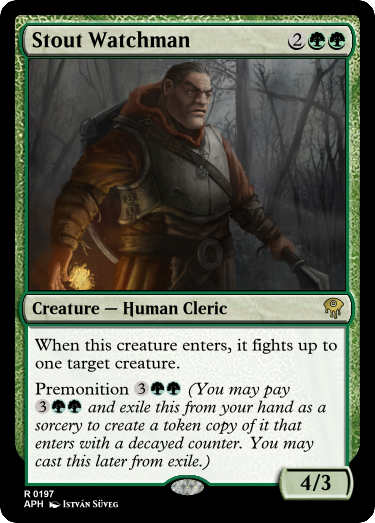 Stout Watchman 2
Creature — Human Cleric
When this creature enters, it fights up to
one target creature.
Premonition 3 (You may pay
3 and exile this from your hand as a
sorcery to create a token copy of it that
enters with a decayed counter. You may
cast this later from exile.)
4/3
R 0197
APH István Süveg